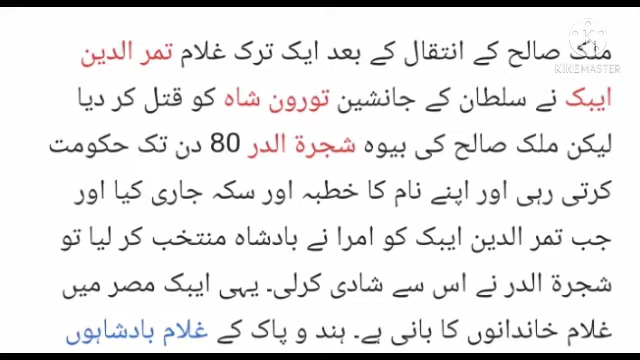 ملک صالح کے انتقال کے بعد ایک ترک غلام تمر الدین
ایبک نے سلطان کے جانشین تورون شاہ کو قتل کر دیا
لیکن ملک صالح کی بیوہ شجرۃ الدر 80 دن تک حکومت
کرتی رہی اور اپنے نام کا خطبہ اور سکہ جاری کیا اور
جب تمر الدین ایبک کو امرا نے بادشاہ منتخب کر لیا تو
شجرۃ الدر نے اس سے شادی کرلی۔ یہی ایبک مصر میں
غلام خاندانوں کا بانی ہے۔ ہند و پاک کے غلام بادشاہوں
KINEMASTER